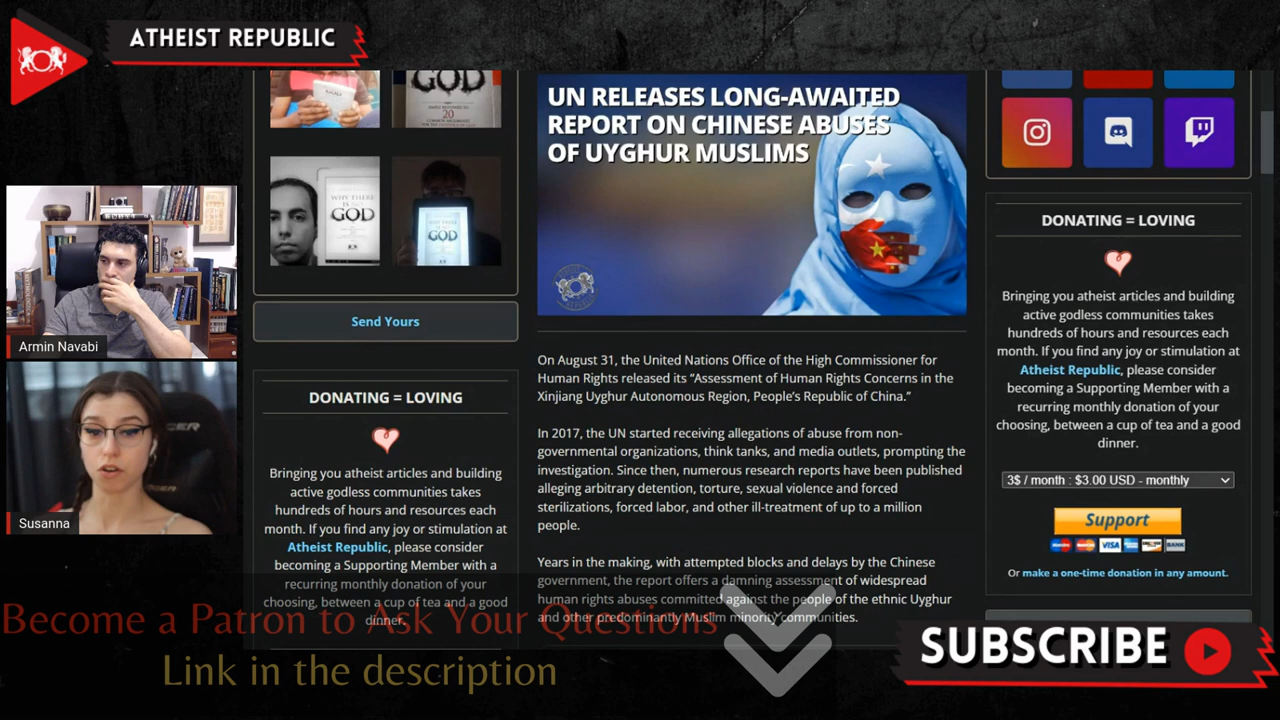 ATHEIST REPUBLIC
GOD
20
WHY THERE
IS NO
GOD
GOD
Send Yours
DONATING = LOVING
Bringing you atheist articles and building
active godless communities takes
hundreds of hours and resources each
month. If you find any joy or stimulation at
Atheist Republic, please consider
becoming a Supporting Member with a
recurring monthly donation of your
choosing, between a cup of tea and a good
dinner.
UN RELEASES LONG-AWAITED
REPORT ON CHINESE ABUSES
OF UYGHUR MUSLIMS
On August 31, the United Nations Office of the High Commissioner for
Human Rights released its "Assessment of Human Rights Concerns in the
Xinjiang Uyghur Autonomous Region, People's Republic of China."
In 2017, the UN started receiving allegations of abuse from non-
governmental organizations, think tanks, and media outlets, prompting the
investigation. Since then, numerous research reports have been published
alleging arbitrary detention, torture, sexual violence and forced
sterilizations, forced labor, and other ill-treatment of up to a million
people.
Years in the making, with attempted blocks and delays by the Chinese
government, the report offers a damning assessment of widespread
human rights abuses committed against the people of the ethnic Uyghur
and other predominantly Muslim minority communities.
DONATING = LOVING
Bringing you atheist articles and building
active godless communities takes
hundreds of hours and resources each
month. If you find any joy or stimulation at
Atheist Republic, please consider
becoming a Supporting Member with a
recurring monthly donation of your
choosing, between a cup of tea and a good
dinner.
3$ / month : $3.00 USD - monthly
Support
VISA
BANK
Or make a one-time donation in any amount.
Armin Navabi
Susanna
Become a Patron to Ask Your Questions
Link in the description
SUBSCRIBE